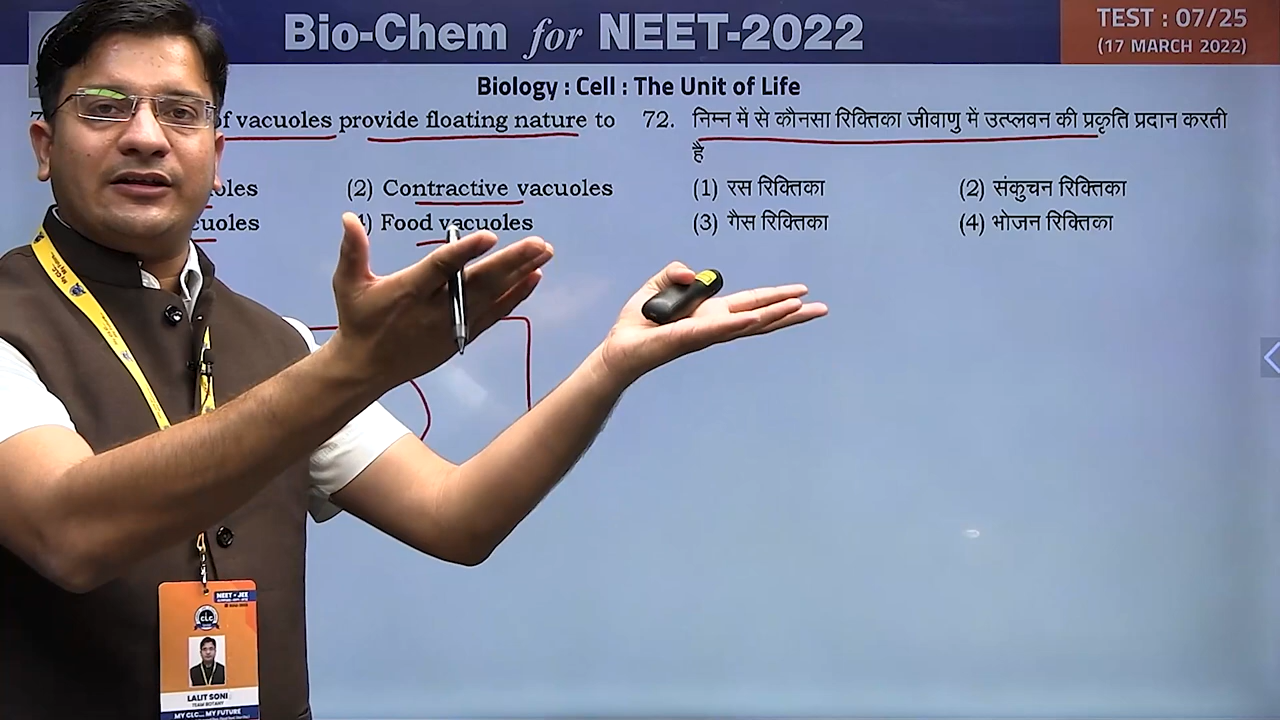 Bio-Chem for NEET-2022
TEST : 07/25
(17 MARCH 2022)
Biology : Cell : The Unit of Life
of vacuoles provide floating nature to
(2) Contractive vacuoles
Food vacuoles
72. निम्न में से कौनसा रिक्तिका जीवाणु में उत्प्लवन की प्रकृति प्रदान करती
है
(1) रस रिक्तिका (2) संकुचन रिक्तिका
(3) गैस रिक्तिका (4) भोजन रिक्तिका
NEET - JEE
CLC
LALIT SONI
TEAM BOTANY
MY CLC... MY FUTURE